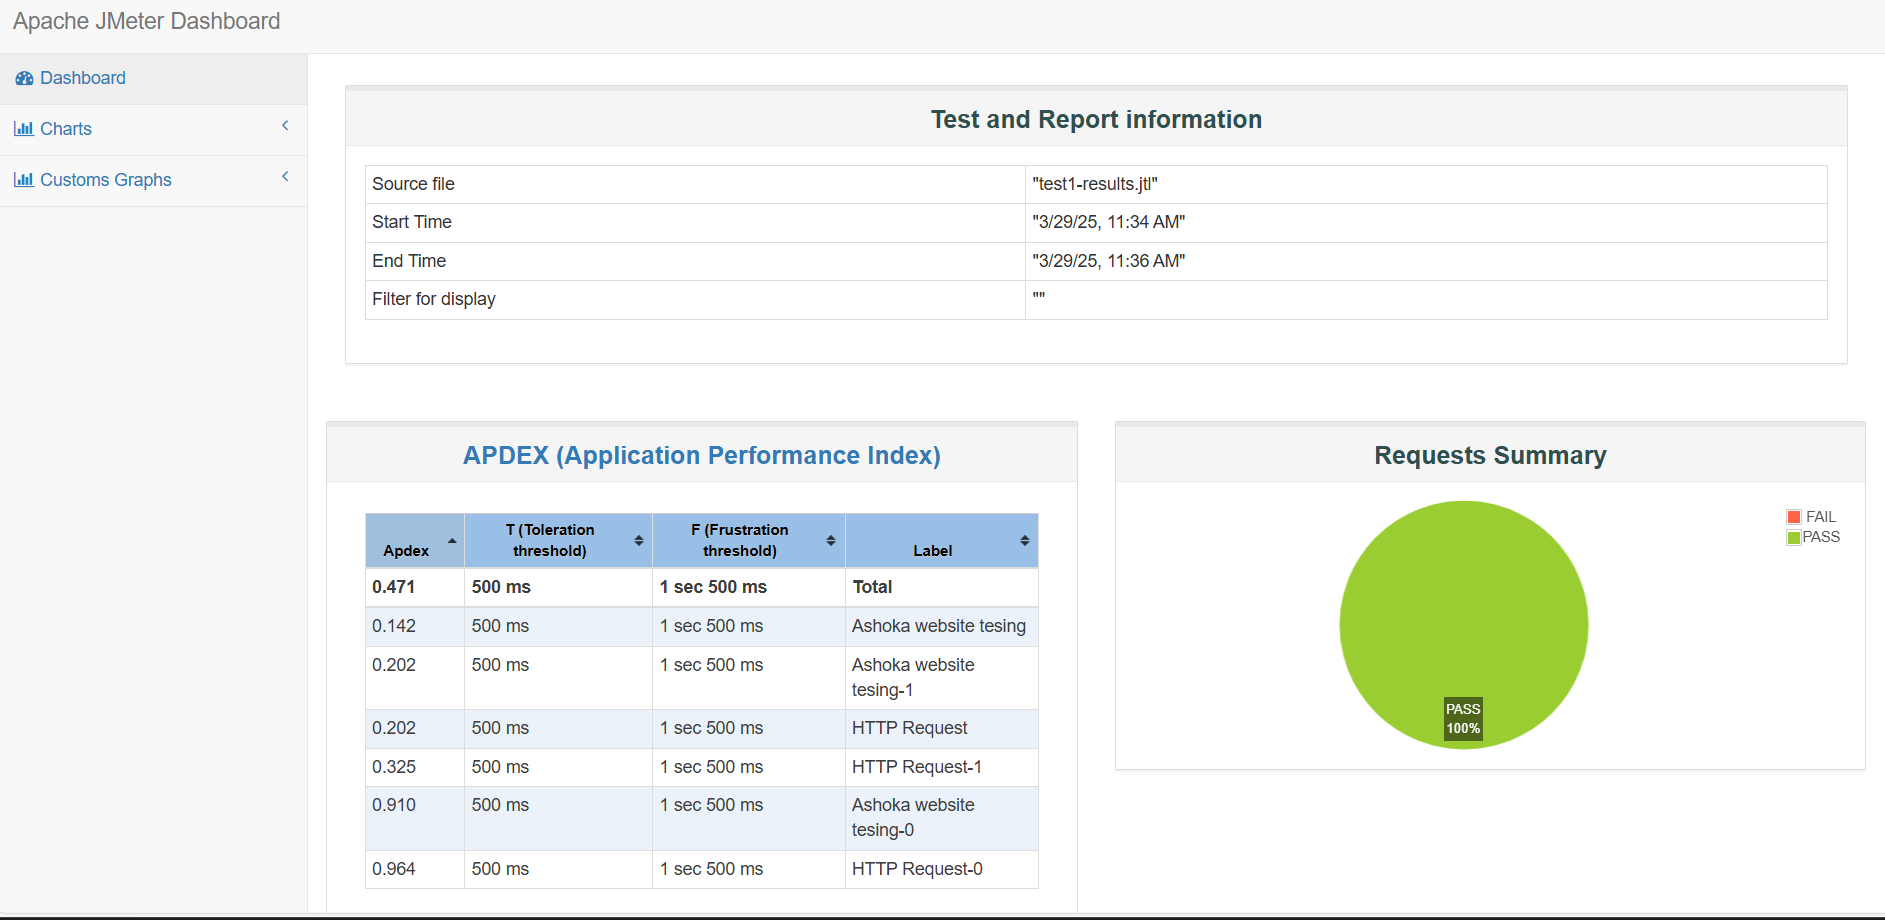 Apache JMeter Dashboard
Dashboard
Charts
Customs Graphs
Test and Report information
Source file "test1-results.jtl"
Start Time "3/29/25, 11:34 AM"
End Time "3/29/25, 11:36 AM"
Filter for display ""
APDEX (Application Performance Index)
Apdex T (Toleration threshold) F (Frustration threshold) Label
0.471 500 ms 1 sec 500 ms Total
0.142 500 ms 1 sec 500 ms Ashoka website tesing
0.202 500 ms 1 sec 500 ms Ashoka website
tesing-1
0.202 500 ms 1 sec 500 ms HTTP Request
0.325 500 ms 1 sec 500 ms HTTP Request-1
0.910 500 ms 1 sec 500 ms Ashoka website
tesing-0
0.964 500 ms 1 sec 500 ms HTTP Request-0
Requests Summary
FAIL
PASS
PASS
100%